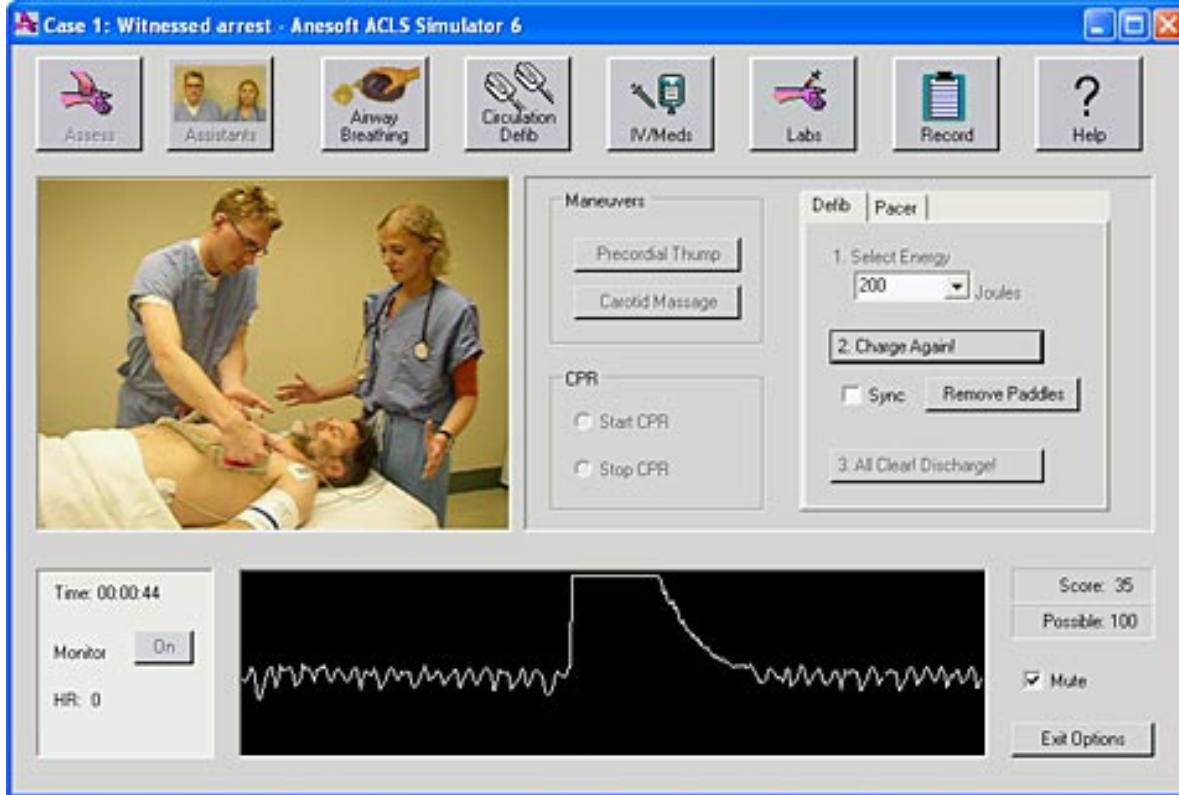 Case 1: Witnessed arrest - Anesoft ACLS Simulator 6
Assess
Assistants
Airway
Breathing
Circulation
Defib
IV/Meds
Labs
Record
?
Help
Maneuvers
Precordial Thump
Carotid Massage
CPR
Start CPR
Stop CPR
Defib
Pacer
1. Select Energy
200
Joules
2. Charge Again!
Sync
Remove Paddles
3. All Clear! Discharge!
Time: 00:00:44
Monitor
On
HR: 0
Score: 35
Possible: 100
Mute
Exit Options